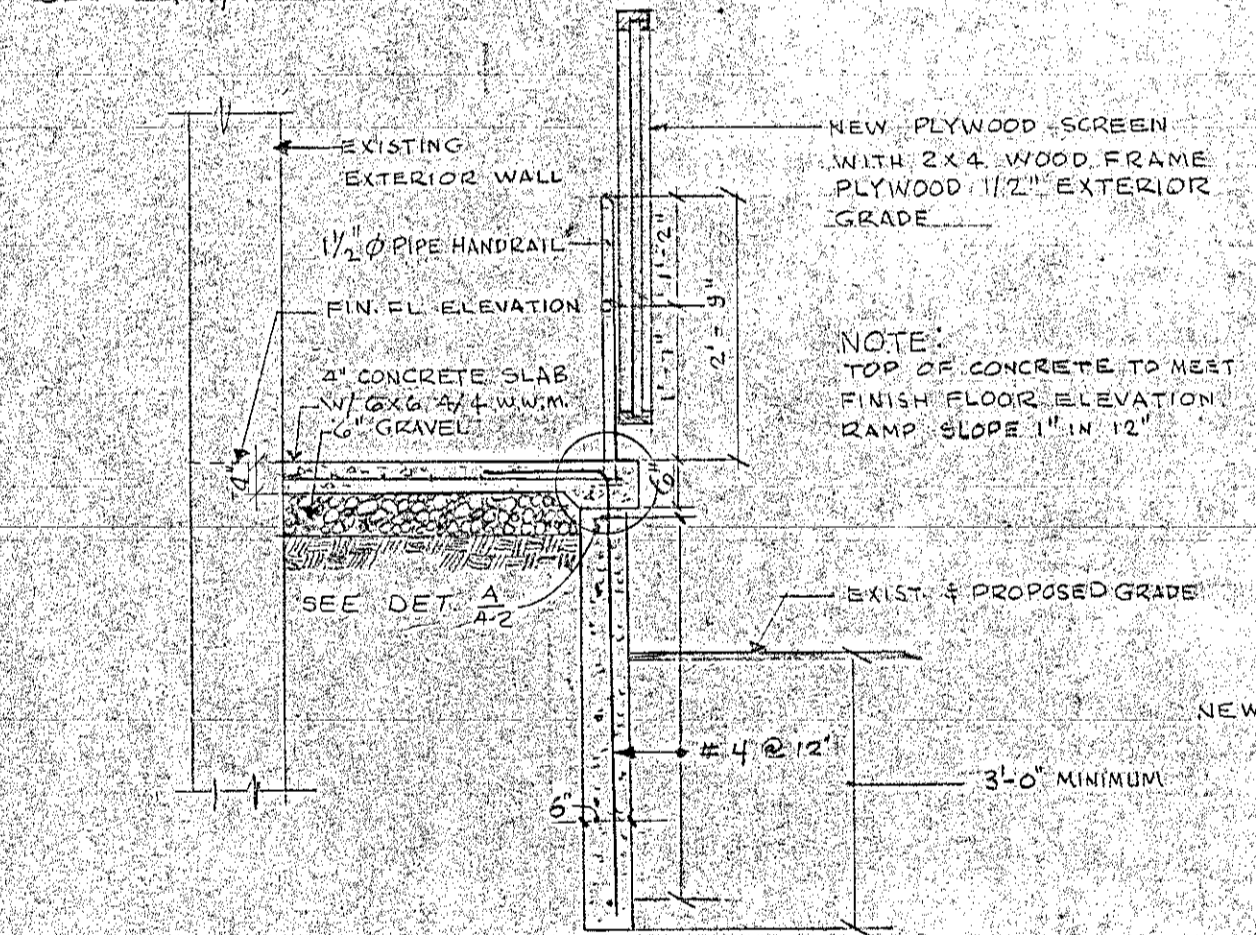 EXISTING
EXTERIOR WALL
1 1/2" Ø PIPE HANDRAIL
FIN. FL ELEVATION
4" CONCRETE SLAB
W/ 6X6 4/4 W.W.M.
6" GRAVEL
4"
SEE DET. A
A-2
1'-2"
1'-7"
2'-9"
6"
NEW PLYWOOD SCREEN
WITH 2X4 WOOD FRAME
PLYWOOD 1/2" EXTERIOR
GRADE
NOTE:
TOP OF CONCRETE TO MEET
FINISH FLOOR ELEVATION.
RAMP SLOPE 1" IN 12"
EXIST. & PROPOSED GRADE
NEW
# 4 @ 12"
3'-0" MINIMUM
6"